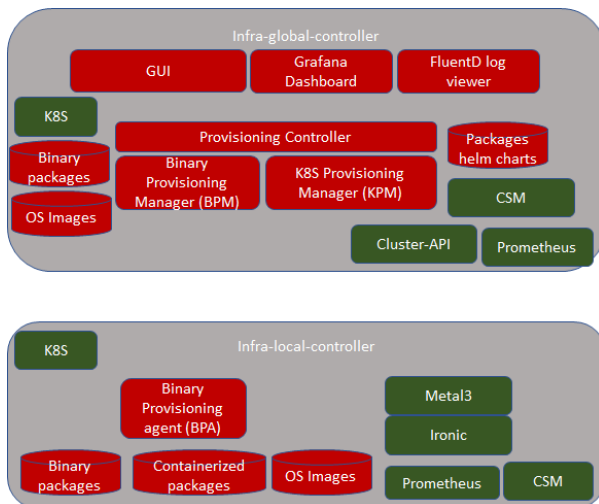 Infra-global-controller
GUI
Grafana
Dashboard
FluentD log
viewer
K8S
Binary
packages
OS Images
Provisioning Controller
Binary
Provisioning
Manager (BPM)
K8S Provisioning
Manager (KPM)
Packages
helm charts
CSM
Cluster-API
Prometheus
K8S
Infra-local-controller
Binary
Provisioning
agent (BPA)
Metal3
Ironic
Binary
packages
Containerized
packages
OS Images
Prometheus
CSM